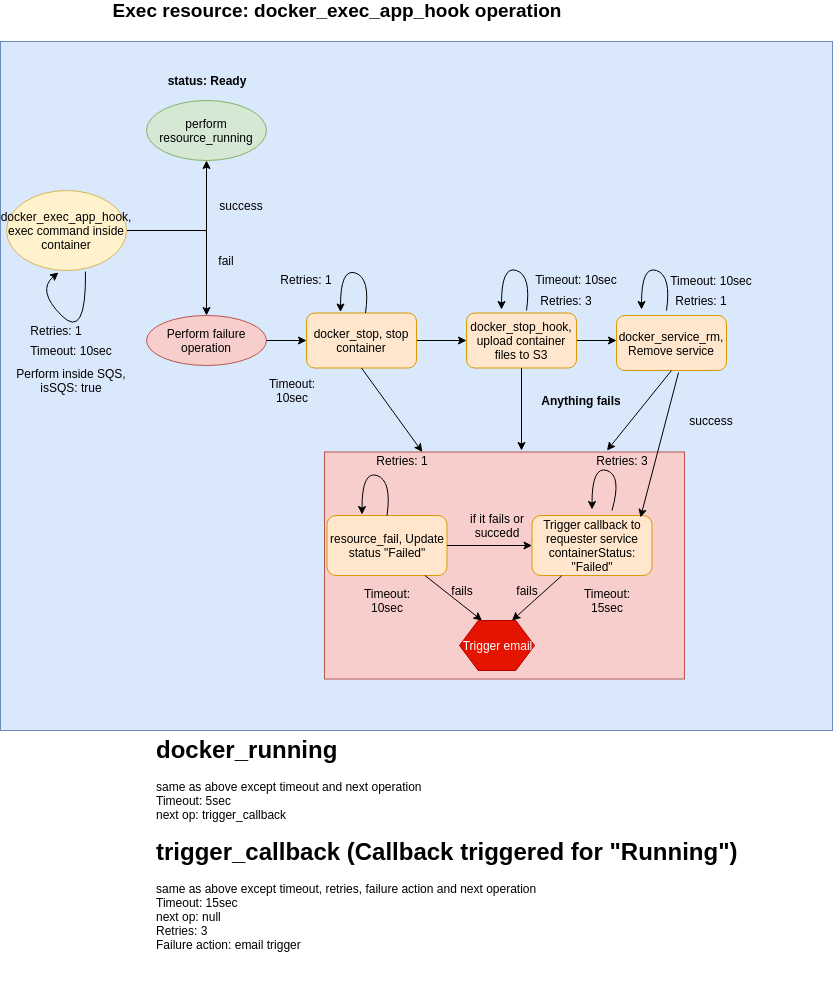 Exec resource: docker_exec_app_hook operation
status: Ready
perform
resource_running
success
docker_exec_app_hook,
exec command inside
container
fail
Retries: 1
Timeout: 10sec
Perform inside SQS,
isSQS: true
Perform failure
operation
Retries: 1
docker_stop, stop
container
Timeout:
10sec
Timeout: 10sec
Retries: 3
docker_stop_hook,
upload container
files to S3
Timeout: 10sec
Retries: 1
docker_service_rm,
Remove service
Anything fails
success
Retries: 1
Retries: 3
resource_fail, Update
status "Failed"
if it fails or
succedd
Trigger callback to
requester service
containerStatus:
"Failed"
Timeout:
10sec
fails
fails
Timeout:
15sec
Trigger email
docker_running
same as above except timeout and next operation
Timeout: 5sec
next op: trigger_callback
trigger_callback (Callback triggered for "Running")
same as above except timeout, retries, failure action and next operation
Timeout: 15sec
next op: null
Retries: 3
Failure action: email trigger